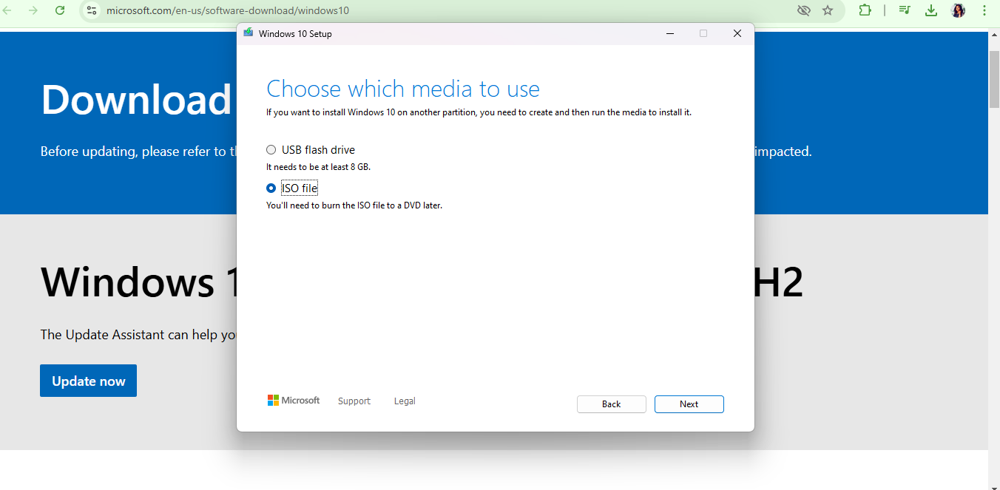 microsoft.com/en-us/software-download/windows10
Windows 10 Setup
Download
Before updating, please refer to
impacted.
Choose which media to use
If you want to install Windows 10 on another partition, you need to create and then run the media to install it.
USB flash drive
It needs to be at least 8 GB.
ISO file
You'll need to burn the ISO file to a DVD later.
Windows
H2
The Update Assistant can help
Update now
Microsoft Support Legal
Back Next